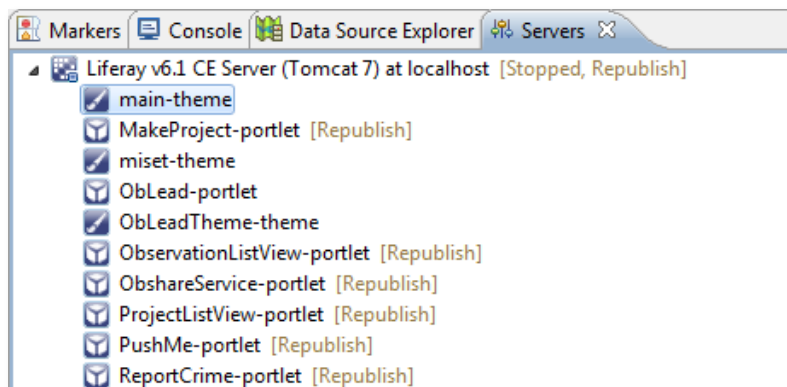 Markers Console Data Source Explorer Servers
Liferay v6.1 CE Server (Tomcat 7) at localhost [Stopped, Republish]
main-theme
MakeProject-portlet [Republish]
miset-theme
ObLead-portlet
ObLeadTheme-theme
ObservationListView-portlet [Republish]
ObshareService-portlet [Republish]
ProjectListView-portlet [Republish]
PushMe-portlet [Republish]
ReportCrime-portlet [Republish]